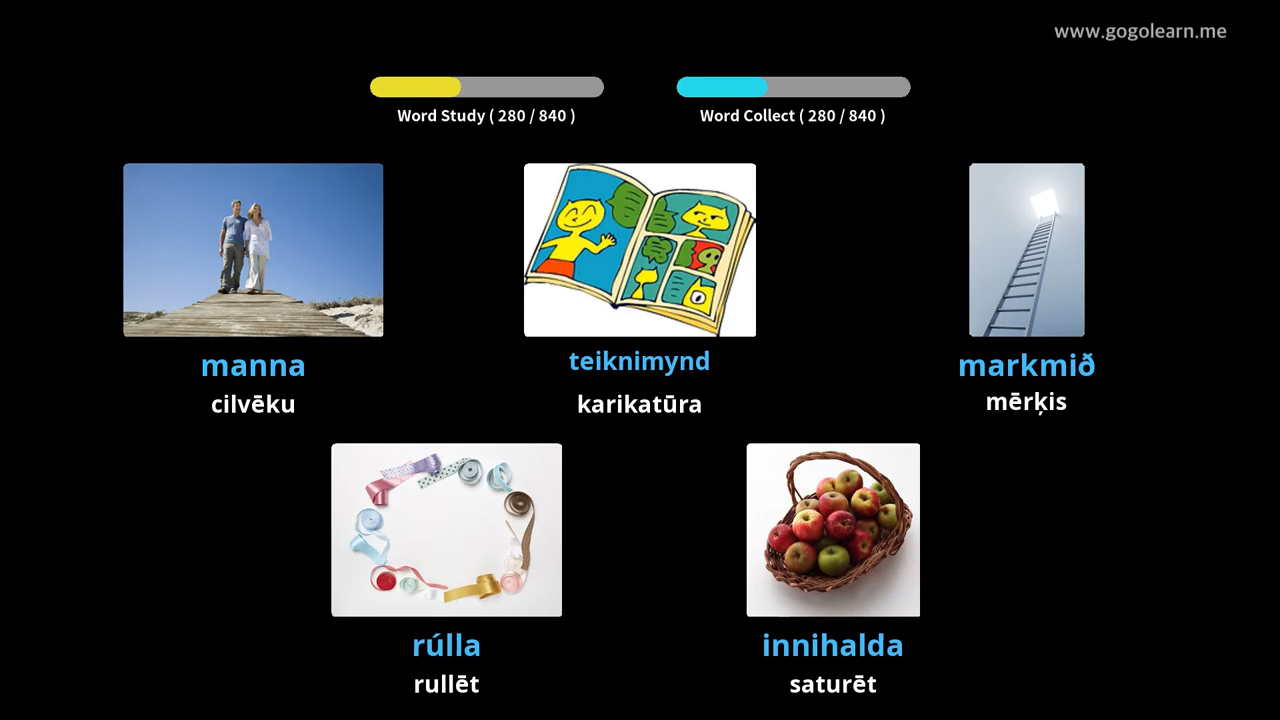 www.gogolearn.me
Word Study ( 280 / 840 )
Word Collect ( 280 / 840 )
manna
cilvēku
teiknimynd
karikatūra
markmið
mērķis
rúlla
rullēt
innihalda
saturēt